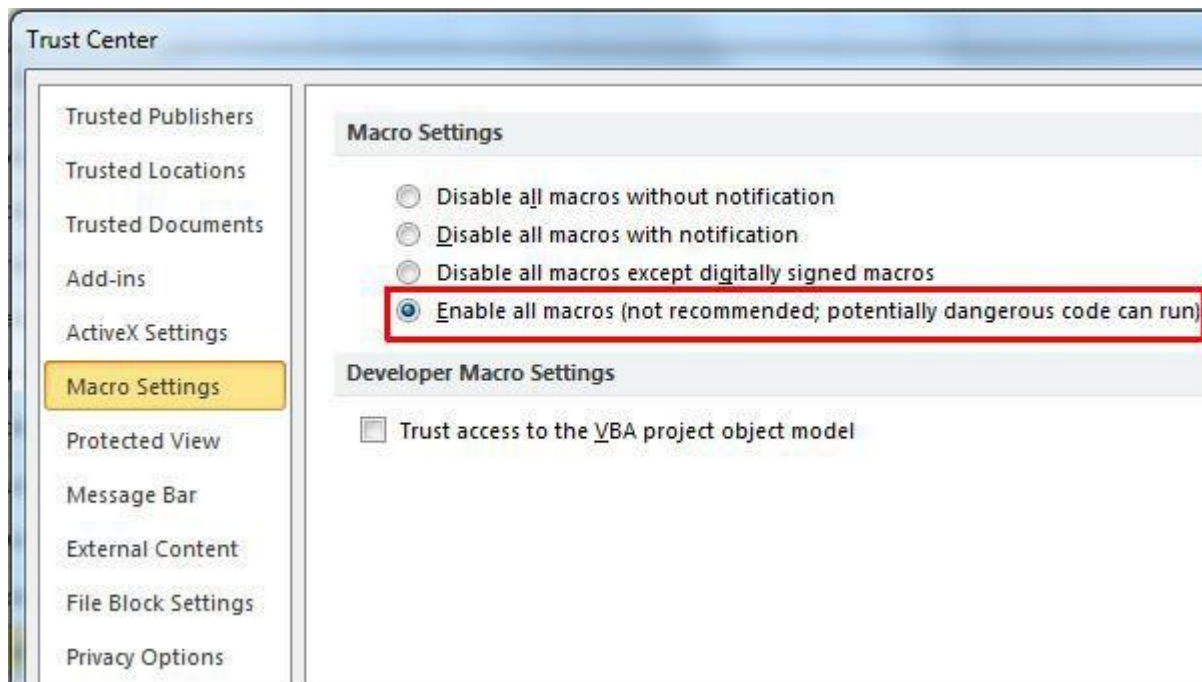 Trust Center
Trusted Publishers
Trusted Locations
Trusted Documents
Add-ins
ActiveX Settings
Macro Settings
Protected View
Message Bar
External Content
File Block Settings
Privacy Options
Macro Settings
Disable all macros without notification
Disable all macros with notification
Disable all macros except digitally signed macros
Enable all macros (not recommended; potentially dangerous code can run)
Developer Macro Settings
Trust access to the VBA project object model